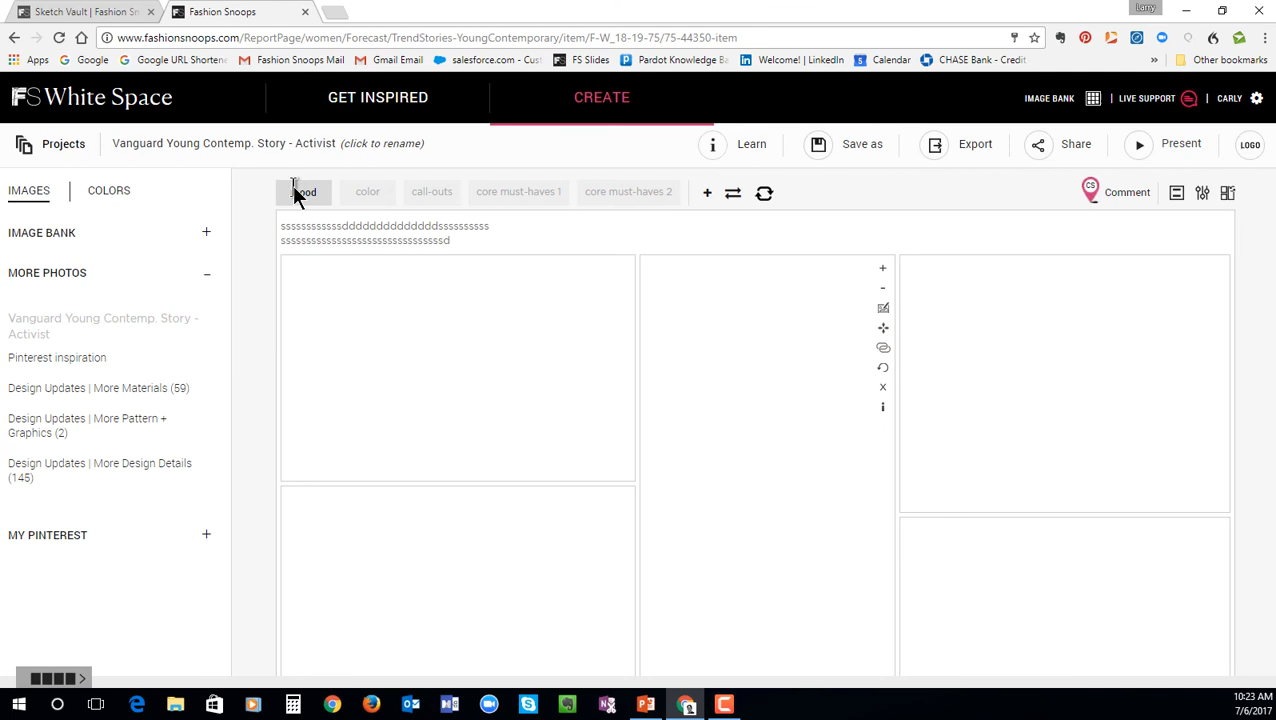 Larry
Sketch Vault | Fashion Sn
Fashion Snoops
www.fashionsnoops.com/ReportPage/women/Forecast/TrendStories-YoungContemporary/item/F-W_18-19-75/75-44350-item
Apps Google Google URL Shortene Fashion Snoops Mail Gmail Email salesforce.com - Cust FS Slides Pardot Knowledge Ba Welcome! | LinkedIn Calendar CHASE Bank - Credit » Other bookmarks
FS White Space GET INSPIRED CREATE IMAGE BANK LIVE SUPPORT CARLY
Projects Vanguard Young Contemp. Story - Activist (click to rename) Learn Save as Export Share Present LOGO
IMAGES COLORS
color call-outs core must-haves 1 core must-haves 2 CS Comment
IMAGE BANK +
MORE PHOTOS -
Vanguard Young Contemp. Story -
Activist
Pinterest inspiration
Design Updates | More Materials (59)
Design Updates | More Pattern +
Graphics (2)
Design Updates | More Design Details
(145)
MY PINTEREST +
10:23 AM
7/6/2017